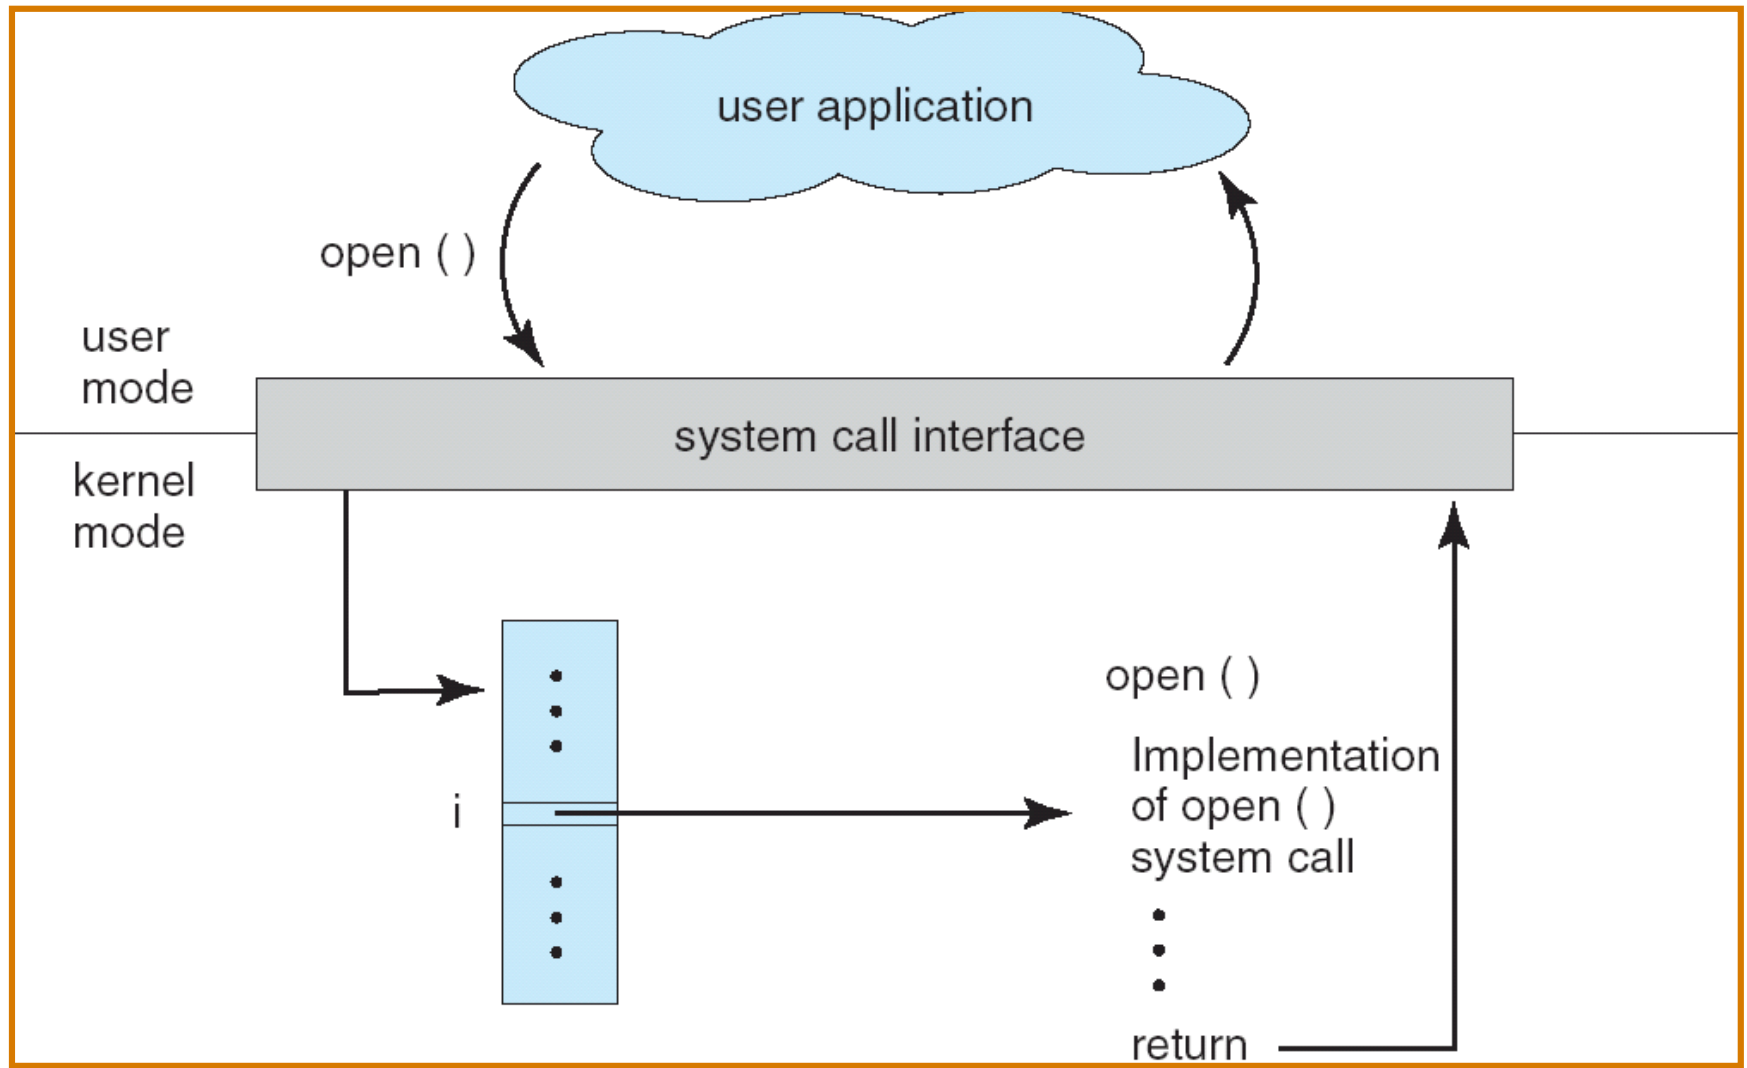 user application
open ( )
user
mode
system call interface
kernel
mode
open ( )
Implementation
of open ( )
system call
i
return